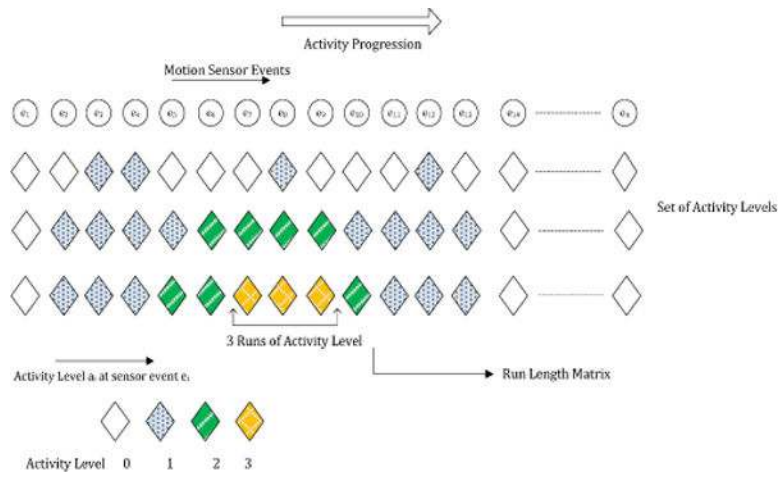 Activity Progression
Motion Sensor Events
e₁ e₂ e₃ e₄ e₅ e₆ e₇ e₈ e₉ e₁₀ e₁₁ e₁₂ e₁₃ e₁₄ eₙ
Set of Activity Levels
3 Runs of Activity Level
Activity Level aᵢ at sensor event eᵢ
Run Length Matrix
Activity Level 0 1 2 3